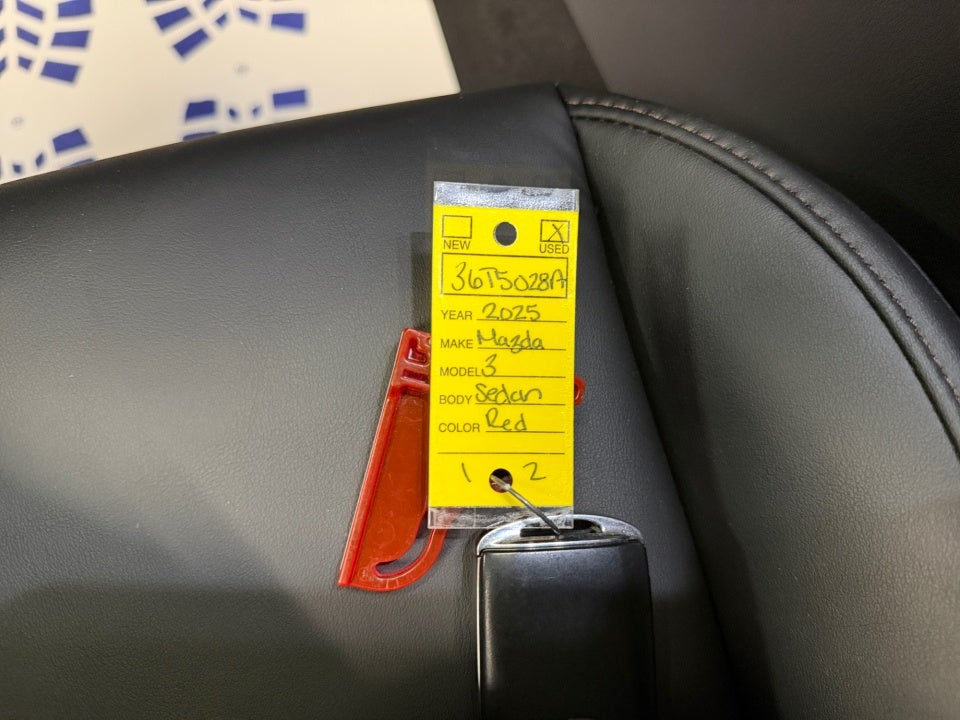 X
NEW USED
36T5028A
YEAR 2025
MAKE Mazda
MODEL 3
BODY Sedan
COLOR Red
1 2